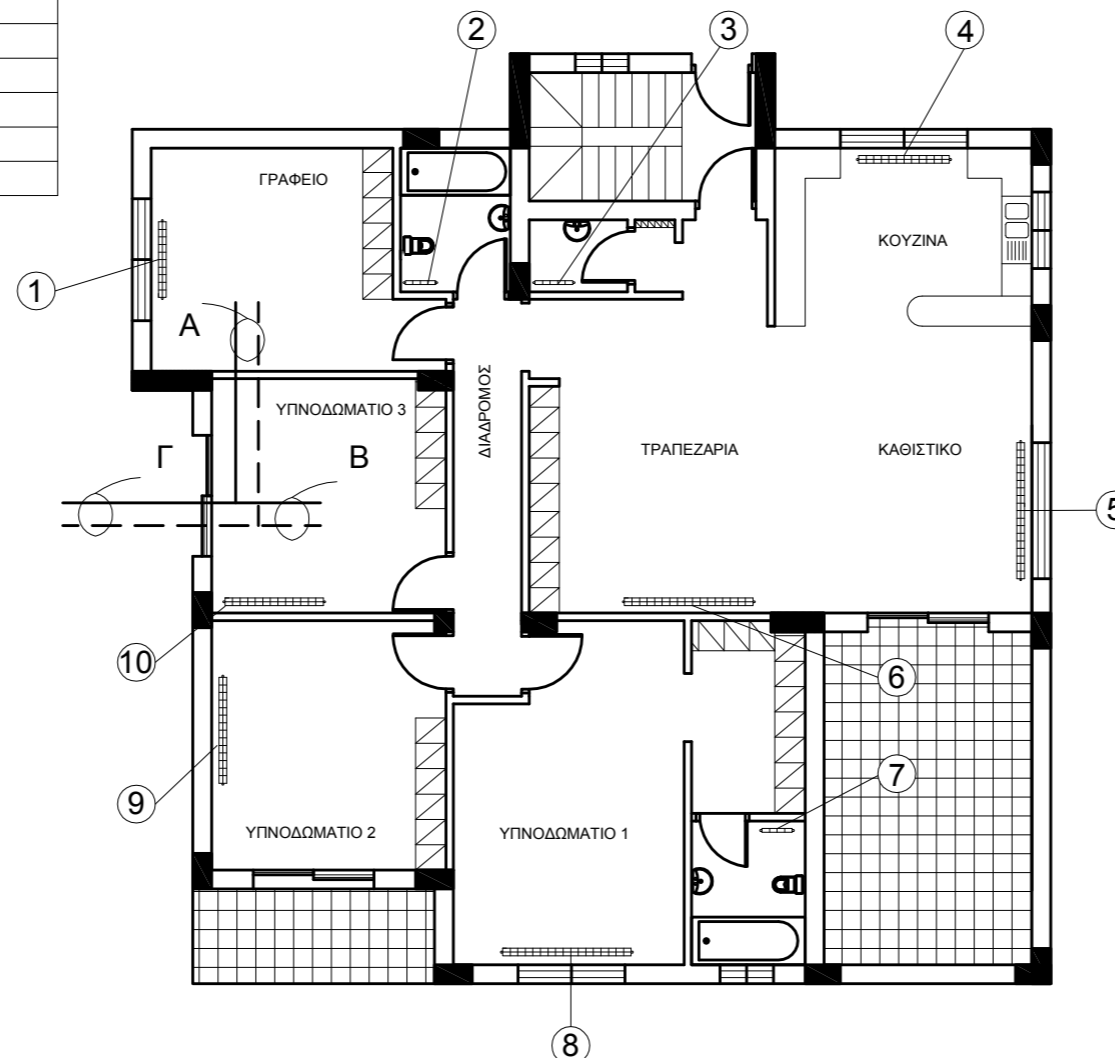 2
3
4
ΓΡΑΦΕΙΟ
ΚΟΥΖΙΝΑ
1
Α
ΔΙΑΔΡΟΜΟΣ
ΥΠΝΟΔΩΜΑΤΙΟ 3
Γ
Β
ΤΡΑΠΕΖΑΡΙΑ
ΚΑΘΙΣΤΙΚΟ
5
10
6
9
7
ΥΠΝΟΔΩΜΑΤΙΟ 2
ΥΠΝΟΔΩΜΑΤΙΟ 1
8